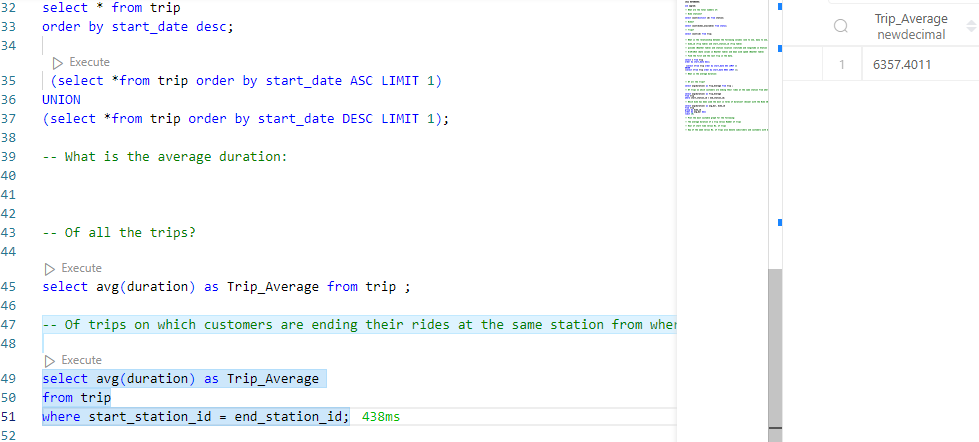 32 select * from trip
33 order by start_date desc;
34
Execute
35 (select *from trip order by start_date ASC LIMIT 1)
36 UNION
37 (select *from trip order by start_date DESC LIMIT 1);
38
39 -- What is the average duration:
40
41
42
43 -- Of all the trips?
44
Execute
45 select avg(duration) as Trip_Average from trip ;
46
47 -- Of trips on which customers are ending their rides at the same station from wher
48
Execute
49 select avg(duration) as Trip_Average
50 from trip
51 where start_station_id = end_station_id; 438ms
52
Trip_Average
newdecimal
1 6357.4011